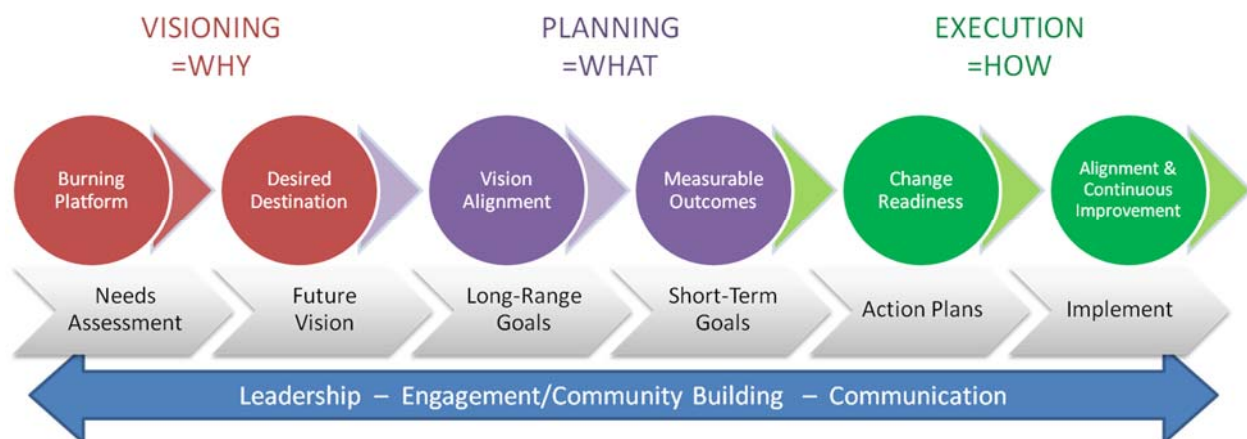 VISIONING
=WHY
PLANNING
=WHAT
EXECUTION
=HOW
Burning
Platform
Desired
Destination
Vision
Alignment
Measurable
Outcomes
Change
Readiness
Alignment &
Continuous
Improvement
Needs
Assessment
Future
Vision
Long-Range
Goals
Short-Term
Goals
Action Plans
Implement
Leadership – Engagement/Community Building – Communication